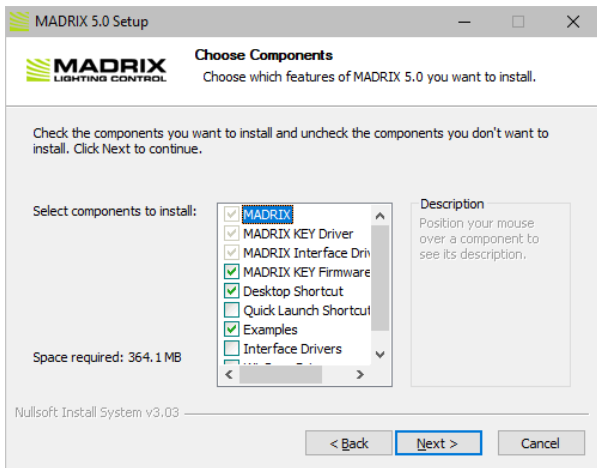 MADRIX 5.0 Setup
MADRIX
LIGHTING CONTROL
Choose Components
Choose which features of MADRIX 5.0 you want to install.
Check the components you want to install and uncheck the components you don't want to
install. Click Next to continue.
Select components to install:
MADRIX
MADRIX KEY Driver
MADRIX Interface Driv
MADRIX KEY Firmware
Desktop Shortcut
Quick Launch Shortcut
Examples
Interface Drivers
Description
Position your mouse
over a component to
see its description.
Space required: 364.1 MB
Nullsoft Install System v3.03
< Back
Next >
Cancel